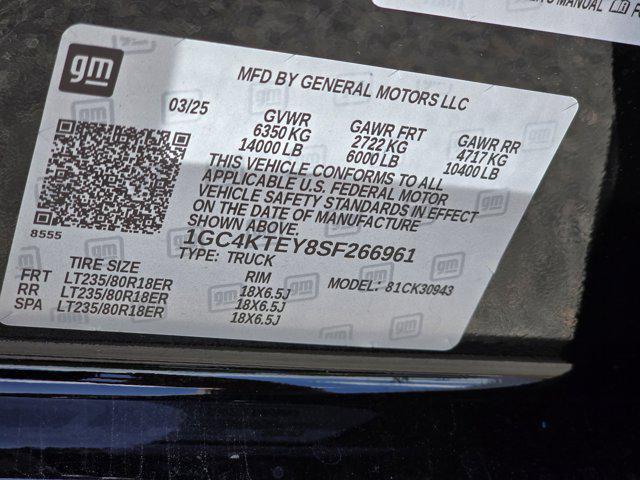 MANUAL
gm
MFD BY GENERAL MOTORS LLC
03/25
GVWR
6350 KG
14000 LB
GAWR FRT
2722 KG
6000 LB
GAWR RR
4717 KG
10400 LB
THIS VEHICLE CONFORMS TO ALL
APPLICABLE U.S. FEDERAL MOTOR
VEHICLE SAFETY STANDARDS IN EFFECT
ON THE DATE OF MANUFACTURE
SHOWN ABOVE.
8555
1GC4KTEY8SF266961
TYPE: TRUCK
TIRE SIZE
RIM
MODEL: 81CK30943
FRT LT235/80R18ER 18X6.5J
RR LT235/80R18ER 18X6.5J
SPA LT235/80R18ER 18X6.5J